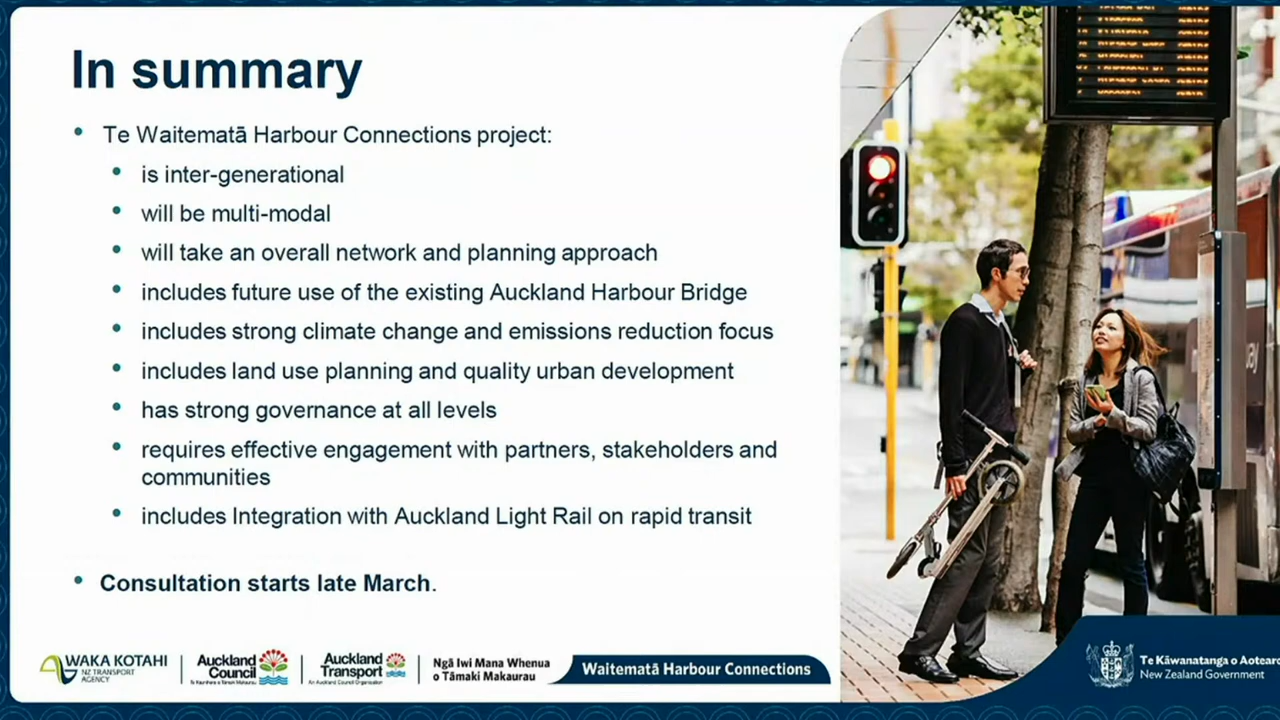 In summary
• Te Waitematā Harbour Connections project:
• is inter-generational
• will be multi-modal
• will take an overall network and planning approach
• includes future use of the existing Auckland Harbour Bridge
• includes strong climate change and emissions reduction focus
• includes land use planning and quality urban development
• has strong governance at all levels
• requires effective engagement with partners, stakeholders and
communities
• includes Integration with Auckland Light Rail on rapid transit
• Consultation starts late March.
WAKA KOTAHI
NZ TRANSPORT
AGENCY
Auckland
Council
Auckland
Transport
An Auckland Council Organisation
Ngā Iwi Mana Whenua
o Tāmaki Makaurau
Waitematā Harbour Connections
Te Kāwanatanga o Aotearo
New Zealand Government